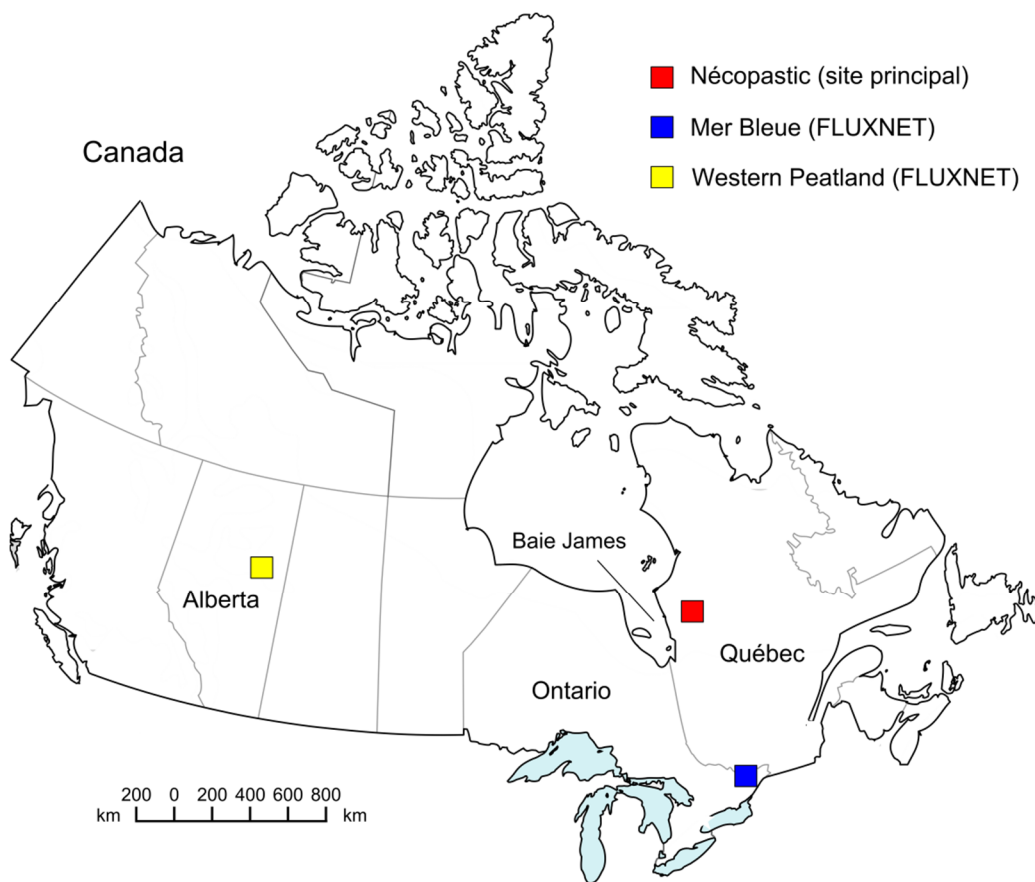 Canada
Nécopastic (site principal)
Mer Bleue (FLUXNET)
Western Peatland (FLUXNET)
Baie James
Alberta
Québec
Ontario
200 0 200 400 600 800
km km